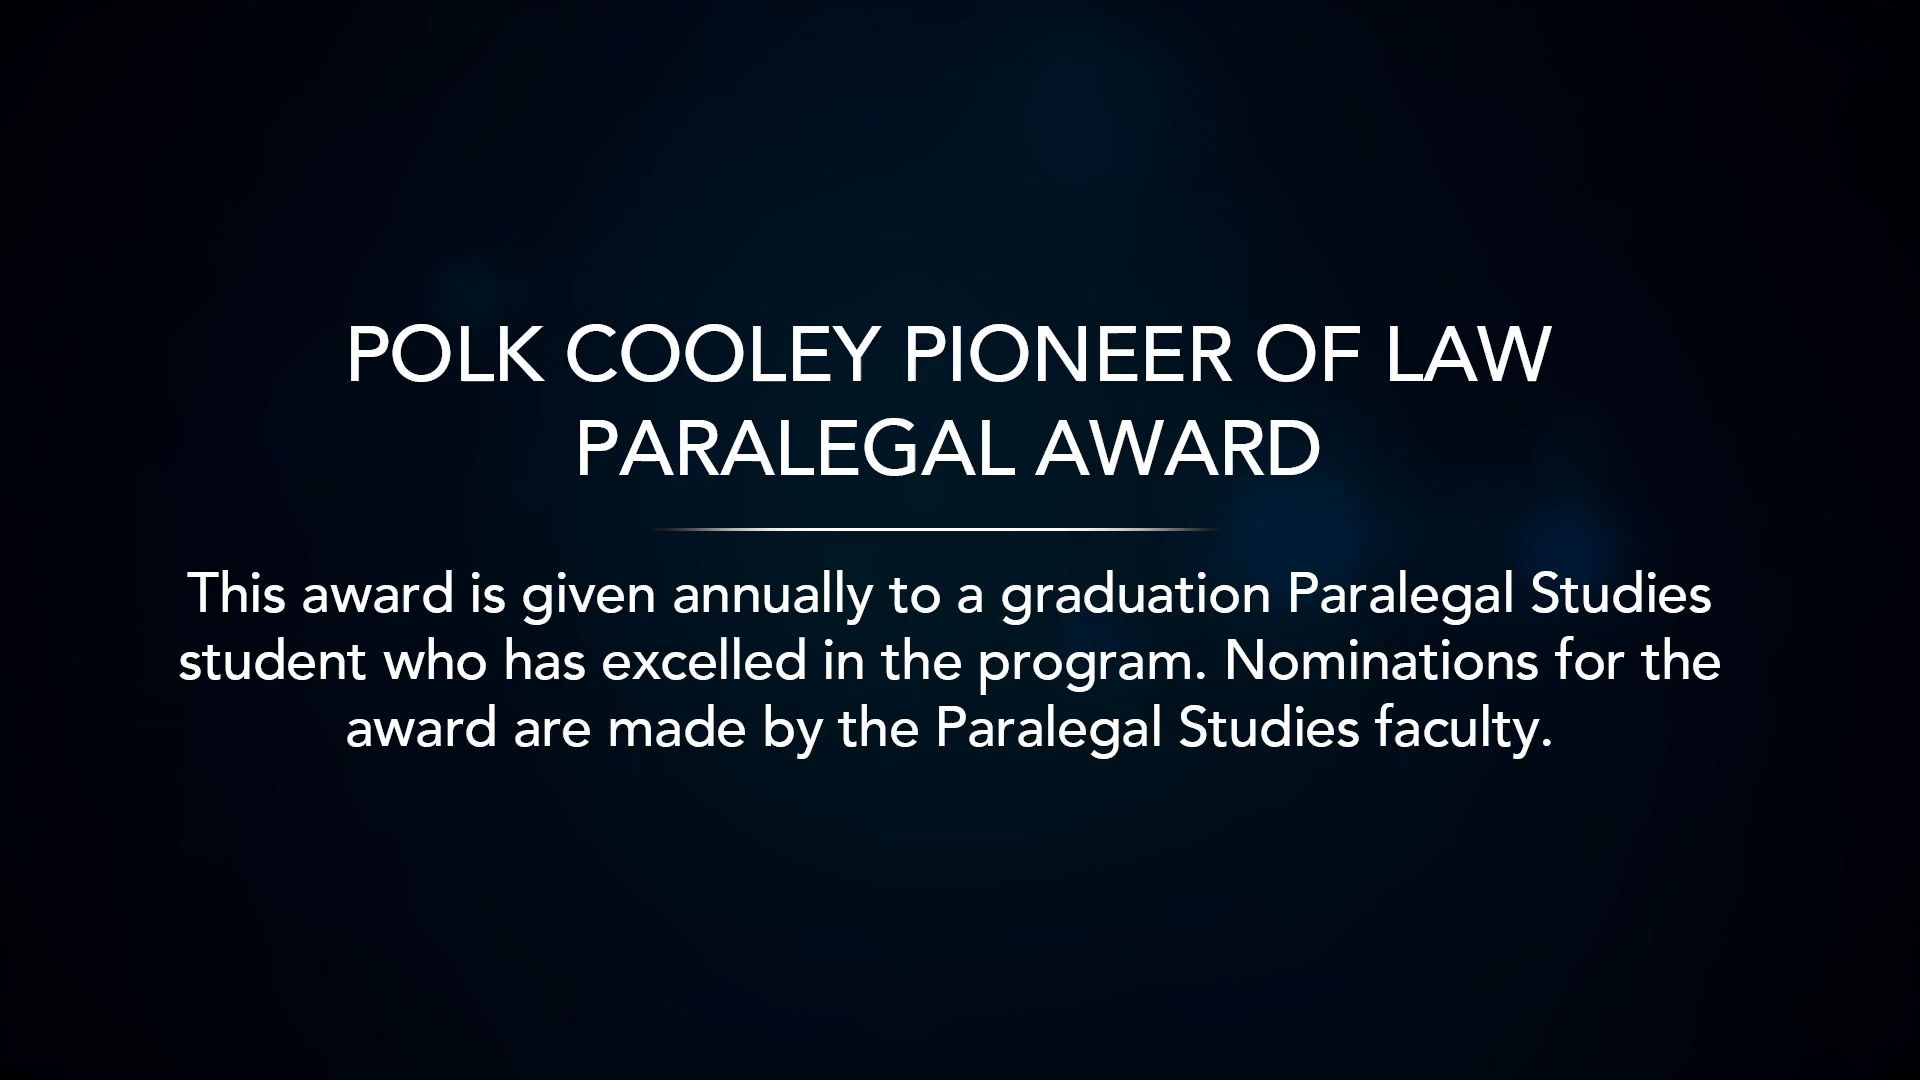 POLK COOLEY PIONEER OF LAW
PARALEGAL AWARD
This award is given annually to a graduation Paralegal Studies
student who has excelled in the program. Nominations for the
award are made by the Paralegal Studies faculty.